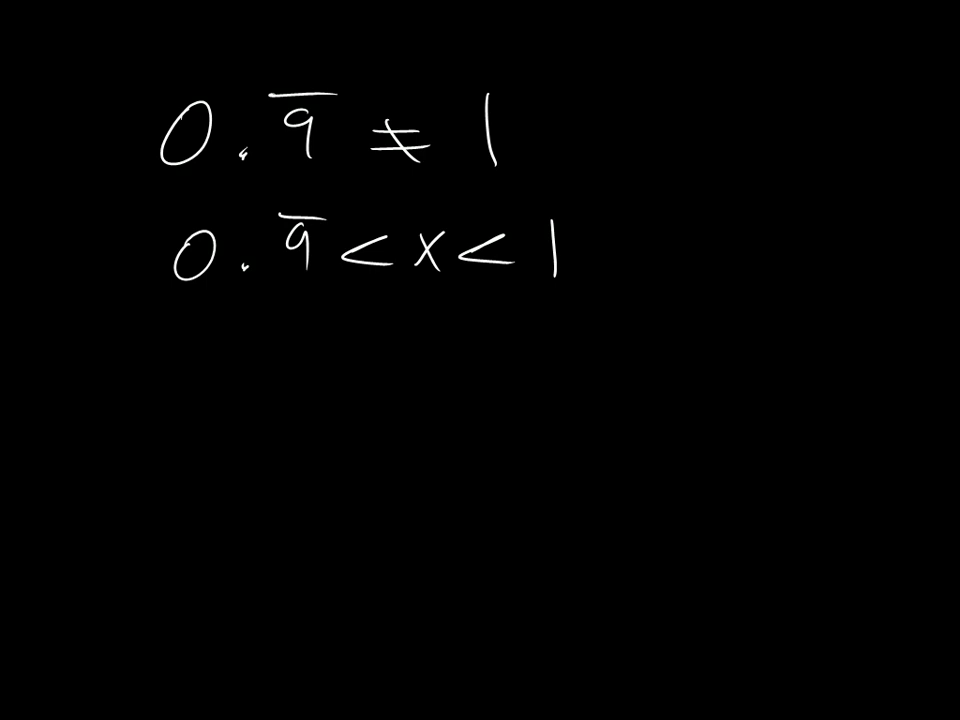 0.9̅ ≠ 1
0.9̅ < x < 1